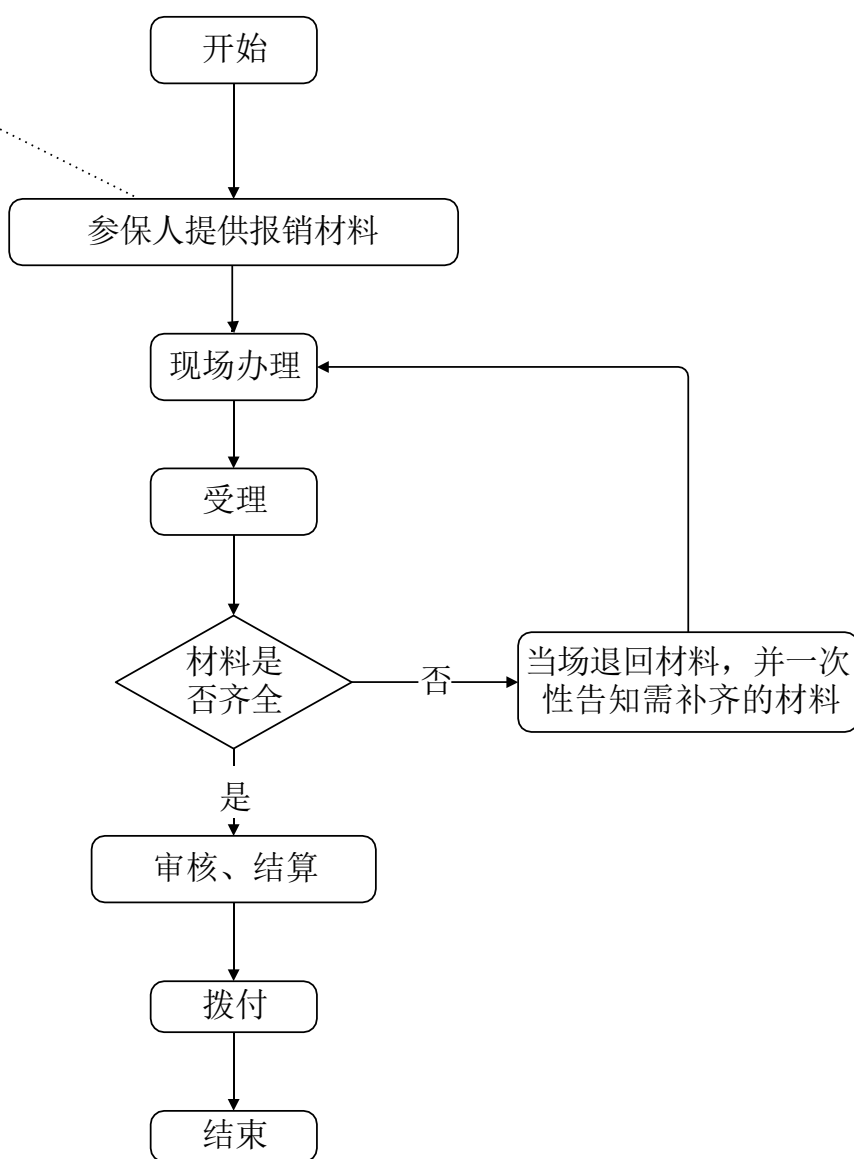 开始
参保人提供报销材料
现场办理
受理
材料是
否齐全
否
当场退回材料，并一次
性告知需补齐的材料
是
审核、结算
拨付
结束